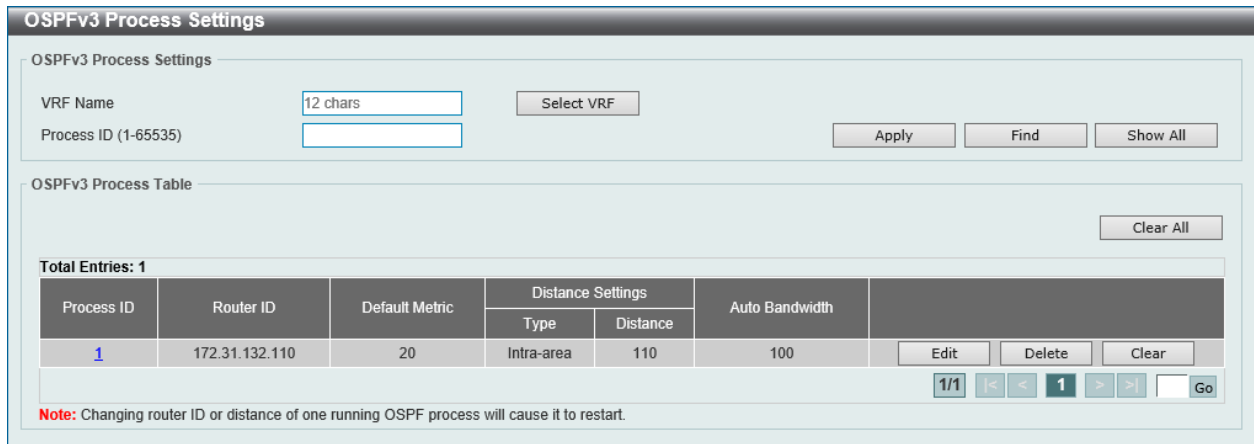 OSPFv3 Process Settings
OSPFv3 Process Settings
VRF Name 12 chars Select VRF
Process ID (1-65535) Apply Find Show All
OSPFv3 Process Table
Clear All
Total Entries: 1
Process ID Router ID Default Metric Distance Settings Auto Bandwidth
Type Distance
1 172.31.132.110 20 Intra-area 110 100 Edit Delete Clear
1/1 |< < 1 > >| Go
Note: Changing router ID or distance of one running OSPF process will cause it to restart.